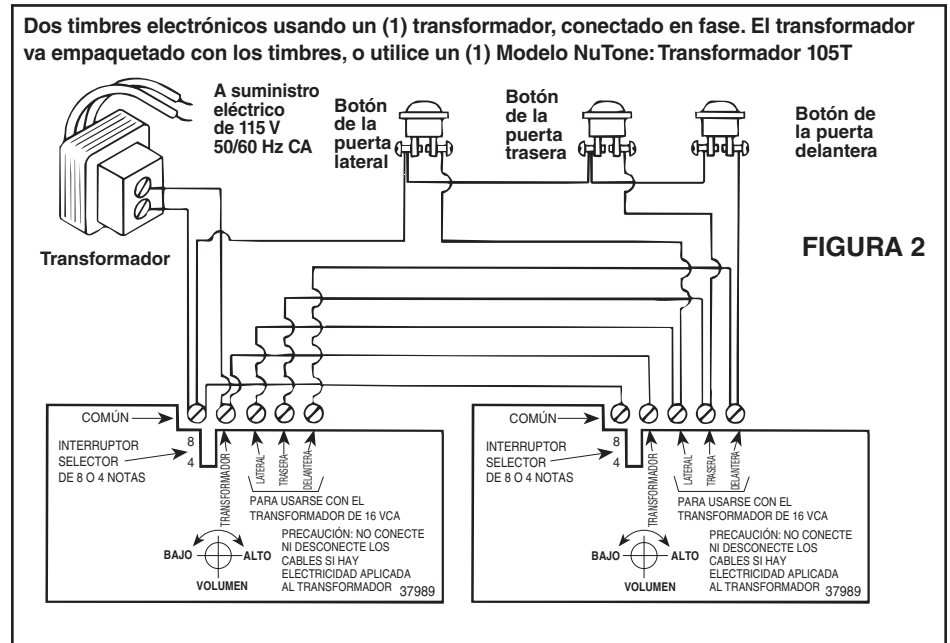 Dos timbres electrónicos usando un (1) transformador, conectado en fase. El transformador
va empaquetado con los timbres, o utilice un (1) Modelo NuTone: Transformador 105T
A suministro
eléctrico
de 115 V
50/60 Hz CA
Botón
de la
puerta
lateral
Botón
de la
puerta
trasera
Botón de
la puerta
delantera
Transformador
FIGURA 2
COMÚN
INTERRUPTOR
SELECTOR
DE 8 O 4 NOTAS
8
4
TRANSFORMADOR
LATERAL
TRASERA
DELANTERA
PARA USARSE CON EL
TRANSFORMADOR DE 16 VCA
BAJO
ALTO
VOLUMEN
PRECAUCIÓN: NO CONECTE
NI DESCONECTE LOS
CABLES SI HAY
ELECTRICIDAD APLICADA
AL TRANSFORMADOR
37989
COMÚN
INTERRUPTOR
SELECTOR
DE 8 O 4 NOTAS
8
4
TRANSFORMADOR
LATERAL
TRASERA
DELANTERA
PARA USARSE CON EL
TRANSFORMADOR DE 16 VCA
BAJO
ALTO
VOLUMEN
PRECAUCIÓN: NO CONECTE
NI DESCONECTE LOS
CABLES SI HAY
ELECTRICIDAD APLICADA
AL TRANSFORMADOR
37989